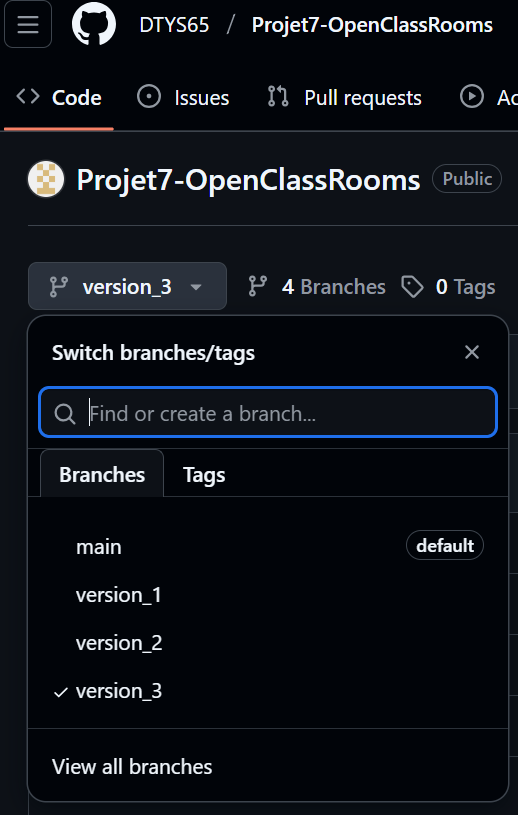 DTYS65 / Projet7-OpenClassRooms
Code Issues Pull requests
Projet7-OpenClassRooms Public
version_3 4 Branches 0 Tags
Switch branches/tags
Find or create a branch...
Branches Tags
main default
version_1
version_2
version_3
View all branches